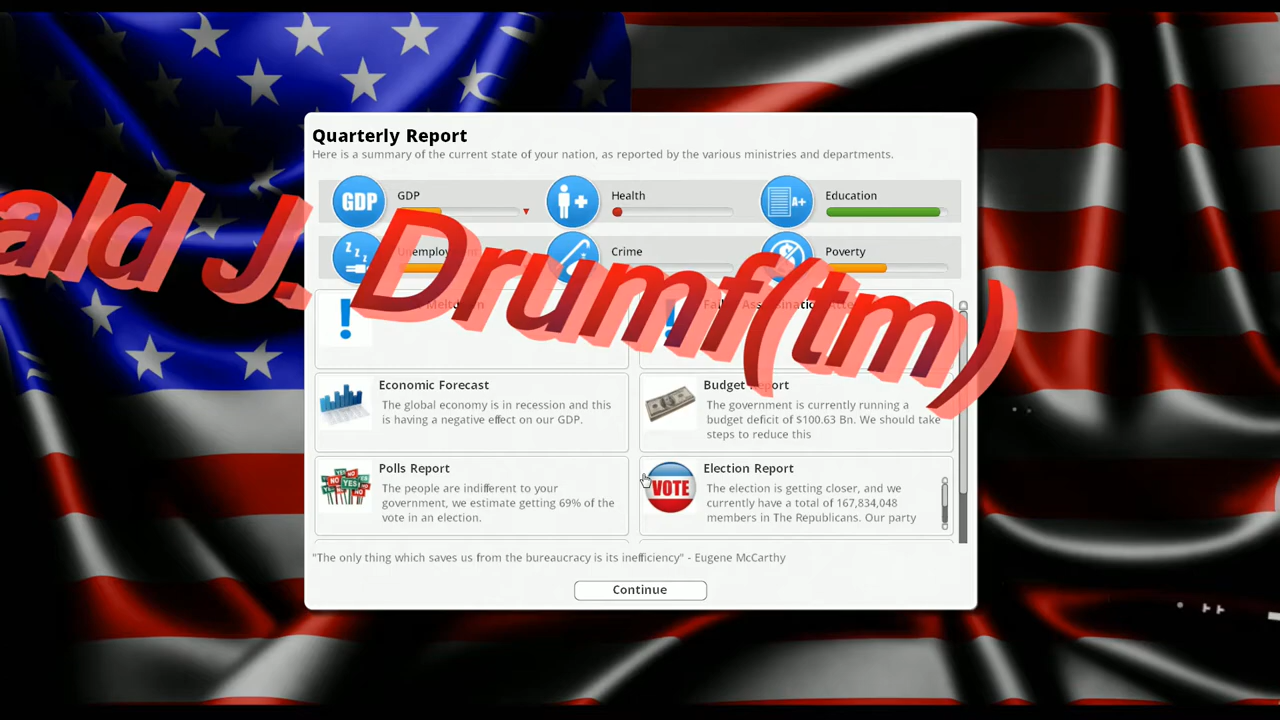 Quarterly Report
Here is a summary of the current state of your nation, as reported by the various ministries and departments.
GDP
GDP
Health
A+
Education
Crime
Poverty
ald J. Drumf(tm)
Economic Forecast
The global economy is in recession and this
is having a negative effect on our GDP.
Budget Report
The government is currently running a
budget deficit of $100.63 Bn. We should take
steps to reduce this
NO YES NO
Polls Report
The people are indifferent to your
government, we estimate getting 69% of the
vote in an election.
VOTE
Election Report
The election is getting closer, and we
currently have a total of 167,834,048
members in The Republicans. Our party
"The only thing which saves us from the bureaucracy is its inefficiency" - Eugene McCarthy
Continue